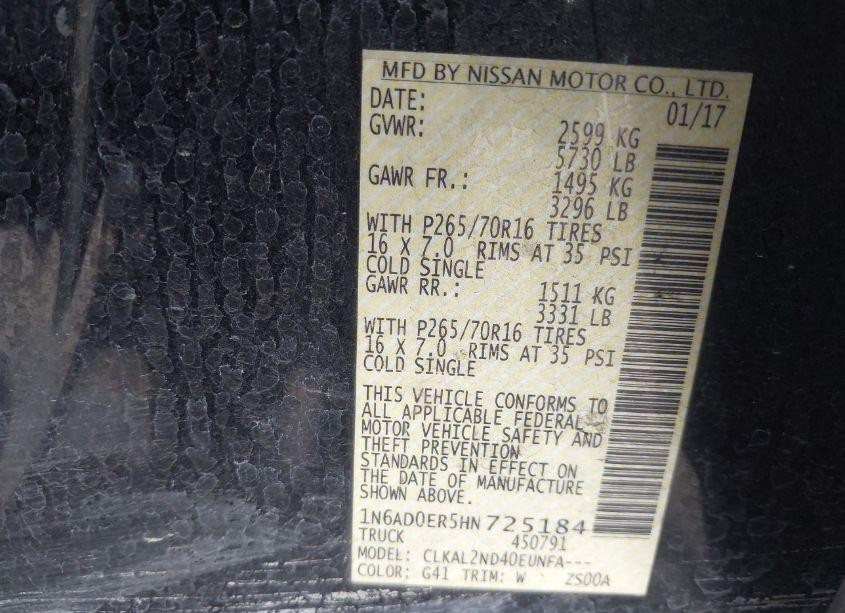 MFD BY NISSAN MOTOR CO., LTD.
DATE: 01/17
GVWR: 2599 KG
5730 LB
GAWR FR.: 1495 KG
3296 LB
WITH P265/70R16 TIRES
16 X 7.0 RIMS AT 35 PSI
COLD SINGLE
GAWR RR.: 1511 KG
3331 LB
WITH P265/70R16 TIRES
16 X 7.0 RIMS AT 35 PSI
COLD SINGLE
THIS VEHICLE CONFORMS TO
ALL APPLICABLE FEDERAL
MOTOR VEHICLE SAFETY AND
THEFT PREVENTION
STANDARDS IN EFFECT ON
THE DATE OF MANUFACTURE
SHOWN ABOVE.
1N6AD0ER5HN725184
TRUCK 450791
MODEL: CLKAL2ND40EUNFA---
COLOR: G41 TRIM: W ZS00A